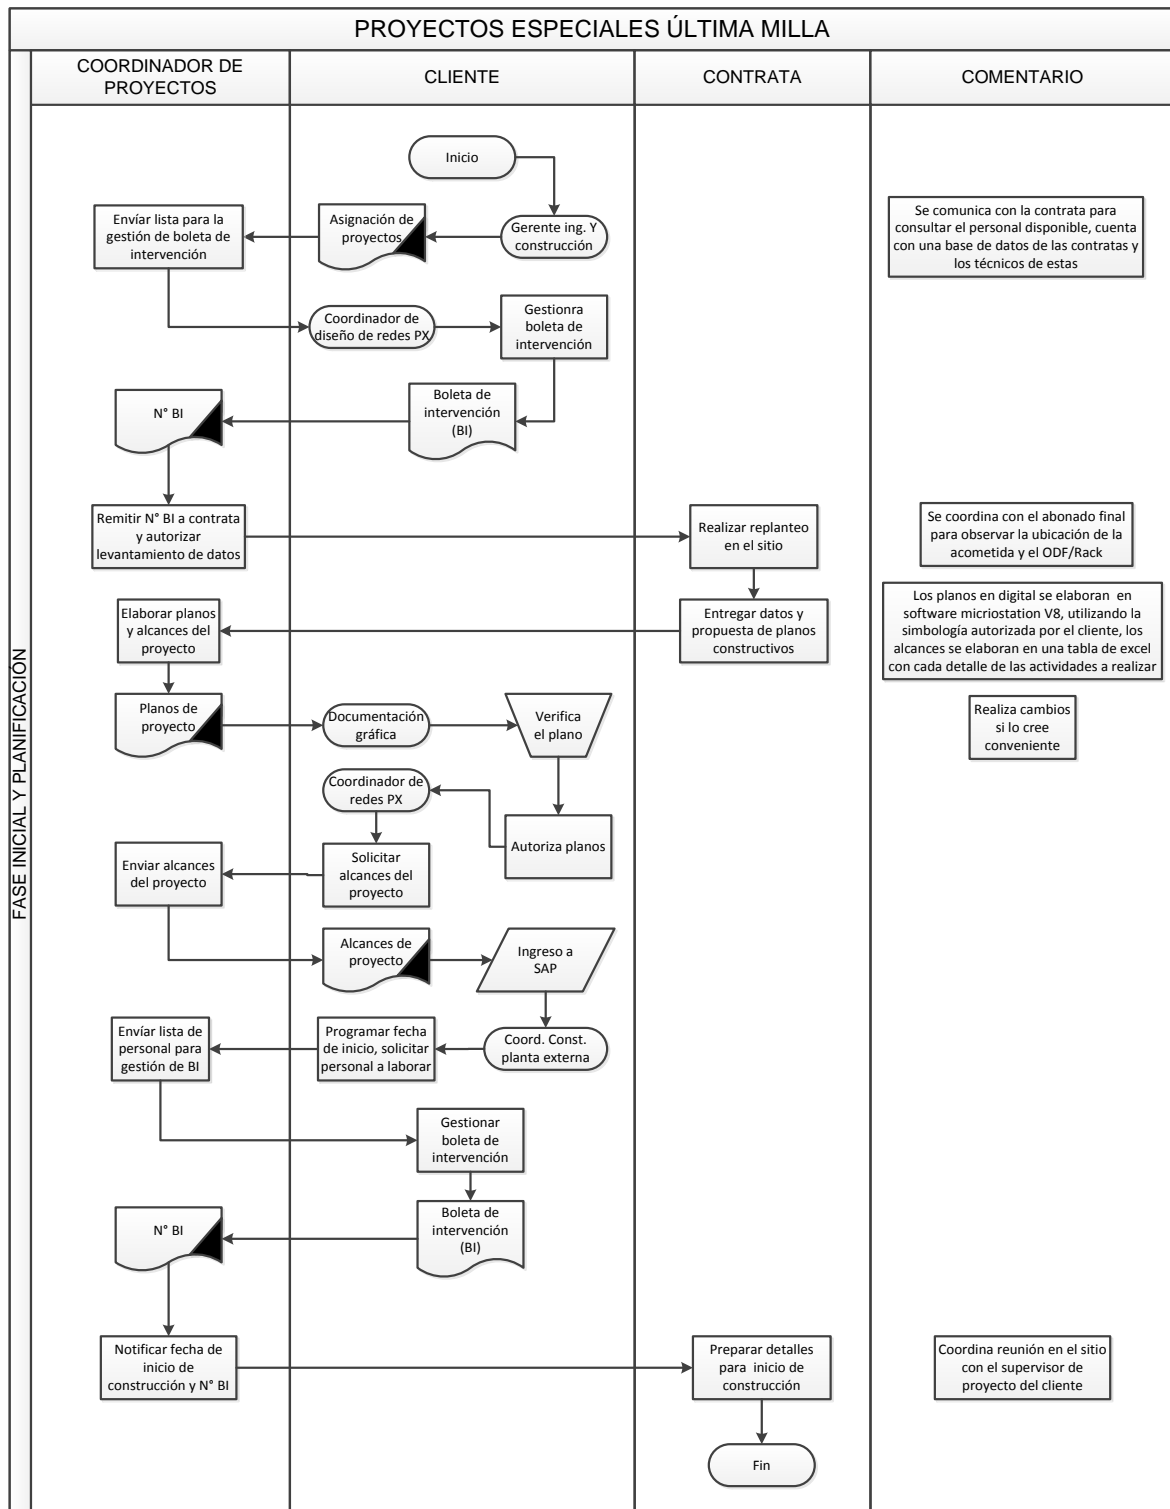 PROYECTOS ESPECIALES ÚLTIMA MILLA
COORDINADOR DE
PROYECTOS
CLIENTE
CONTRATA
COMENTARIO
FASE INICIAL Y PLANIFICACIÓN
Inicio
Gerente ing. Y
construcción
Asignación de
proyectos
Envíar lista para la
gestión de boleta de
intervención
Se comunica con la contrata para
consultar el personal disponible, cuenta
con una base de datos de las contratas y
los técnicos de estas
Coordinador de
diseño de redes PX
Gestionra
boleta de
intervención
Boleta de
intervención
(BI)
N° BI
Remitir N° BI a contrata
y autorizar
levantamiento de datos
Realizar replanteo
en el sitio
Se coordina con el abonado final
para observar la ubicación de la
acometida y el ODF/Rack
Entregar datos y
propuesta de planos
constructivos
Elaborar planos
y alcances del
proyecto
Los planos en digital se elaboran en
software micriostation V8, utilizando la
simbología autorizada por el cliente, los
alcances se elaboran en una tabla de excel
con cada detalle de las actividades a realizar
Planos de
proyecto
Documentación
gráfica
Verifica
el plano
Realiza cambios
si lo cree
conveniente
Autoriza planos
Coordinador de
redes PX
Solicitar
alcances del
proyecto
Enviar alcances
del proyecto
Alcances de
proyecto
Ingreso a
SAP
Coord. Const.
planta externa
Programar fecha
de inicio, solicitar
personal a laborar
Envíar lista de
personal para
gestión de BI
Gestionar
boleta de
intervención
Boleta de
intervención
(BI)
N° BI
Notificar fecha de
inicio de
construcción y N° BI
Preparar detalles
para inicio de
construcción
Coordina reunión en el sitio
con el supervisor de
proyecto del cliente
Fin